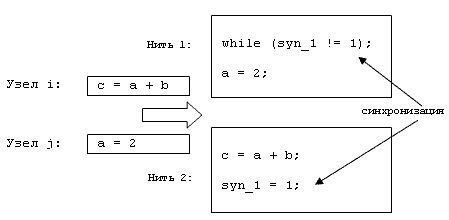 Нить 1:
while (syn_1 != 1);
a = 2;
Узел i:
c = a + b
синхронизация
Узел j:
a = 2
Нить 2:
c = a + b;
syn_1 = 1;